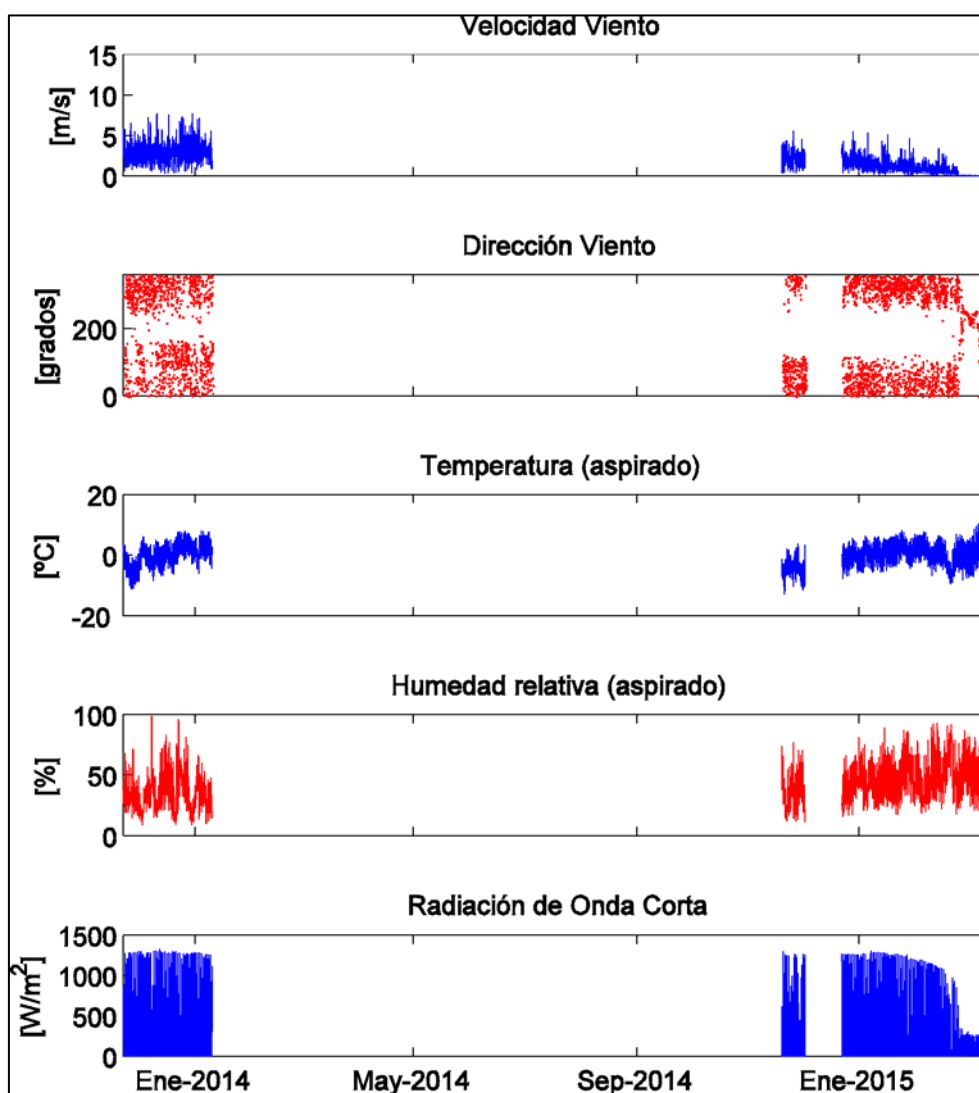 Velocidad Viento
15
10
5
0
[m/s]
Dirección Viento
200
0
[grados]
Temperatura (aspirado)
20
0
-20
[ºC]
Humedad relativa (aspirado)
100
50
0
[%]
Radiación de Onda Corta
1500
1000
500
0
[W/m²]
Ene-2014 May-2014 Sep-2014 Ene-2015